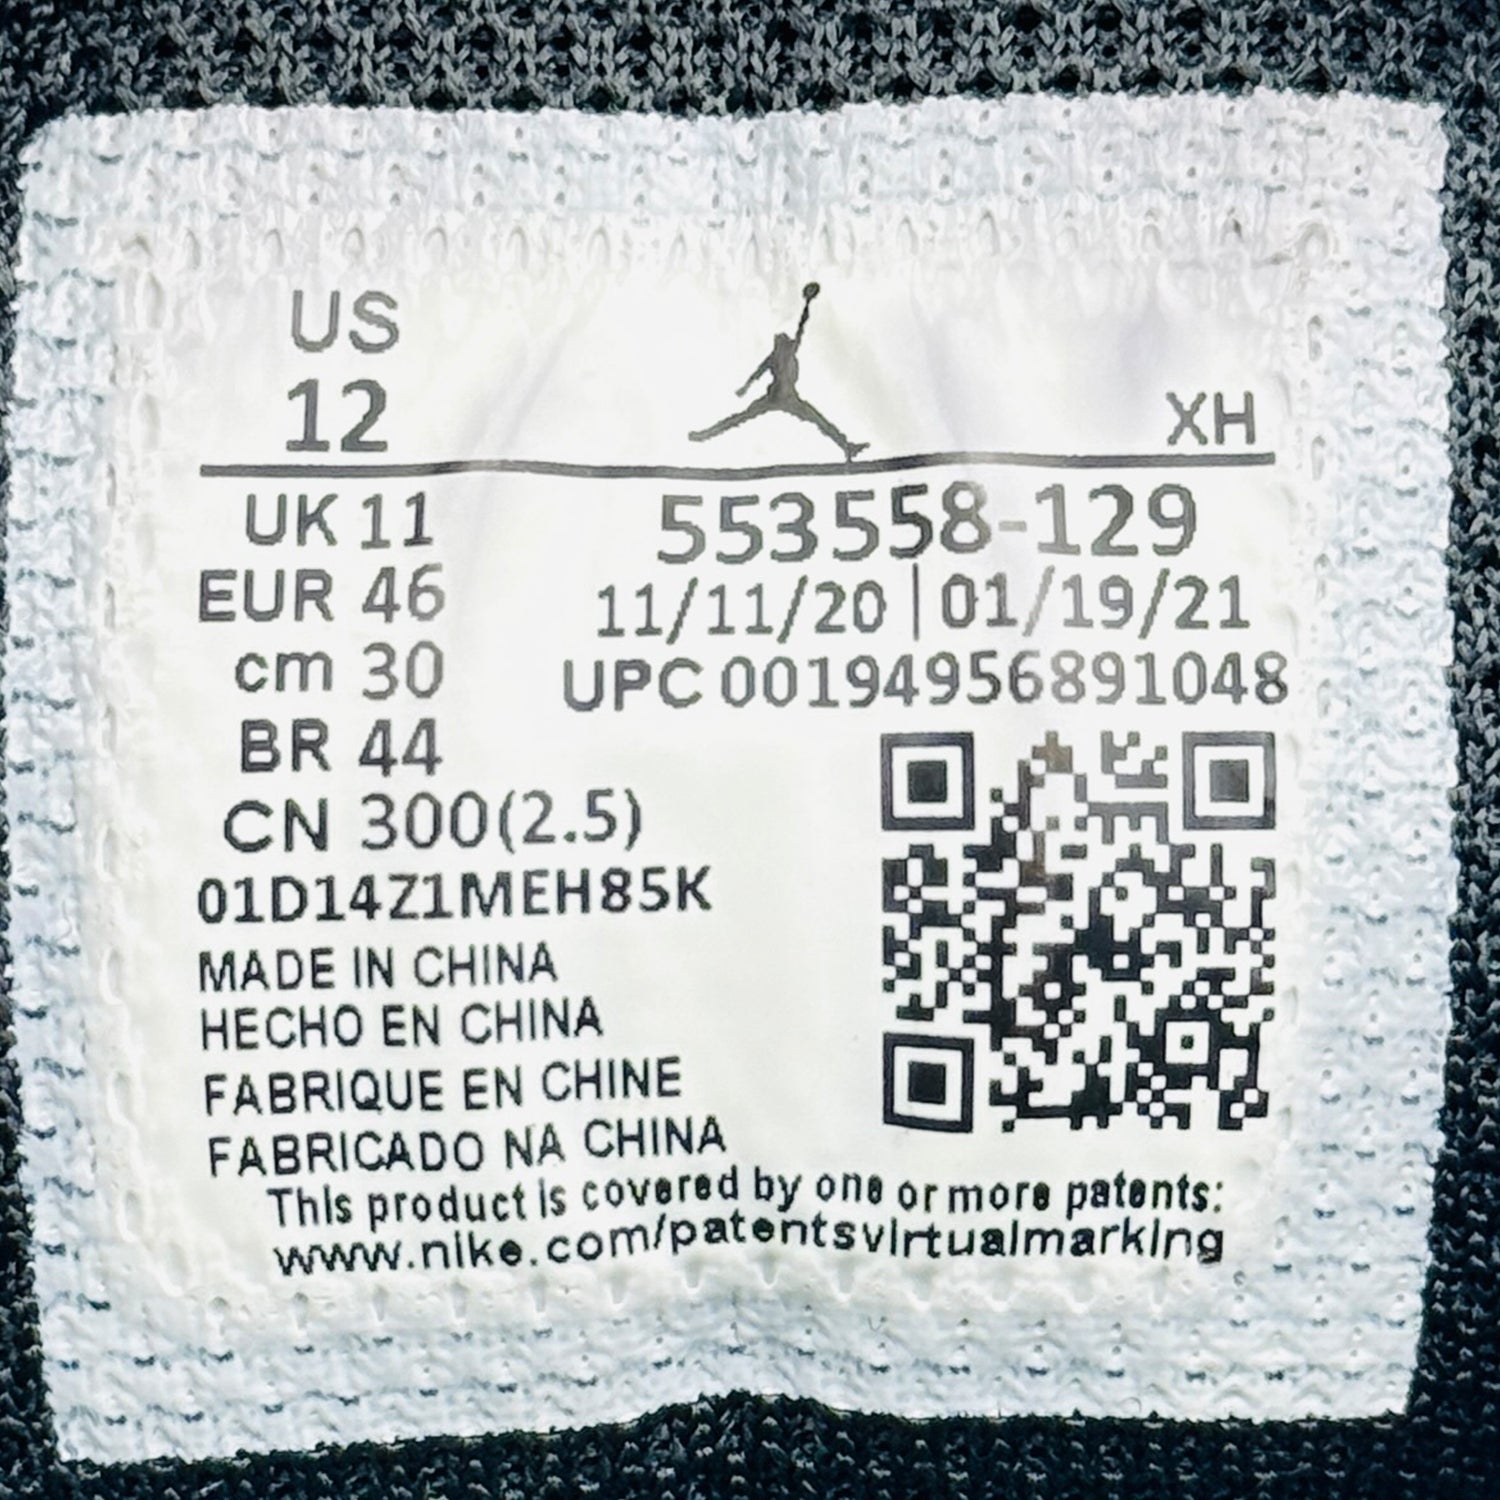 US
12
XH
UK 11
553558-129
EUR 46
11/11/20 | 01/19/21
cm 30
UPC 00194956891048
BR 44
CN 300(2.5)
01D14Z1MEH85K
MADE IN CHINA
HECHO EN CHINA
FABRIQUE EN CHINE
FABRICADO NA CHINA
This product is covered by one or more patents:
www.nike.com/patentsvirtualmarking